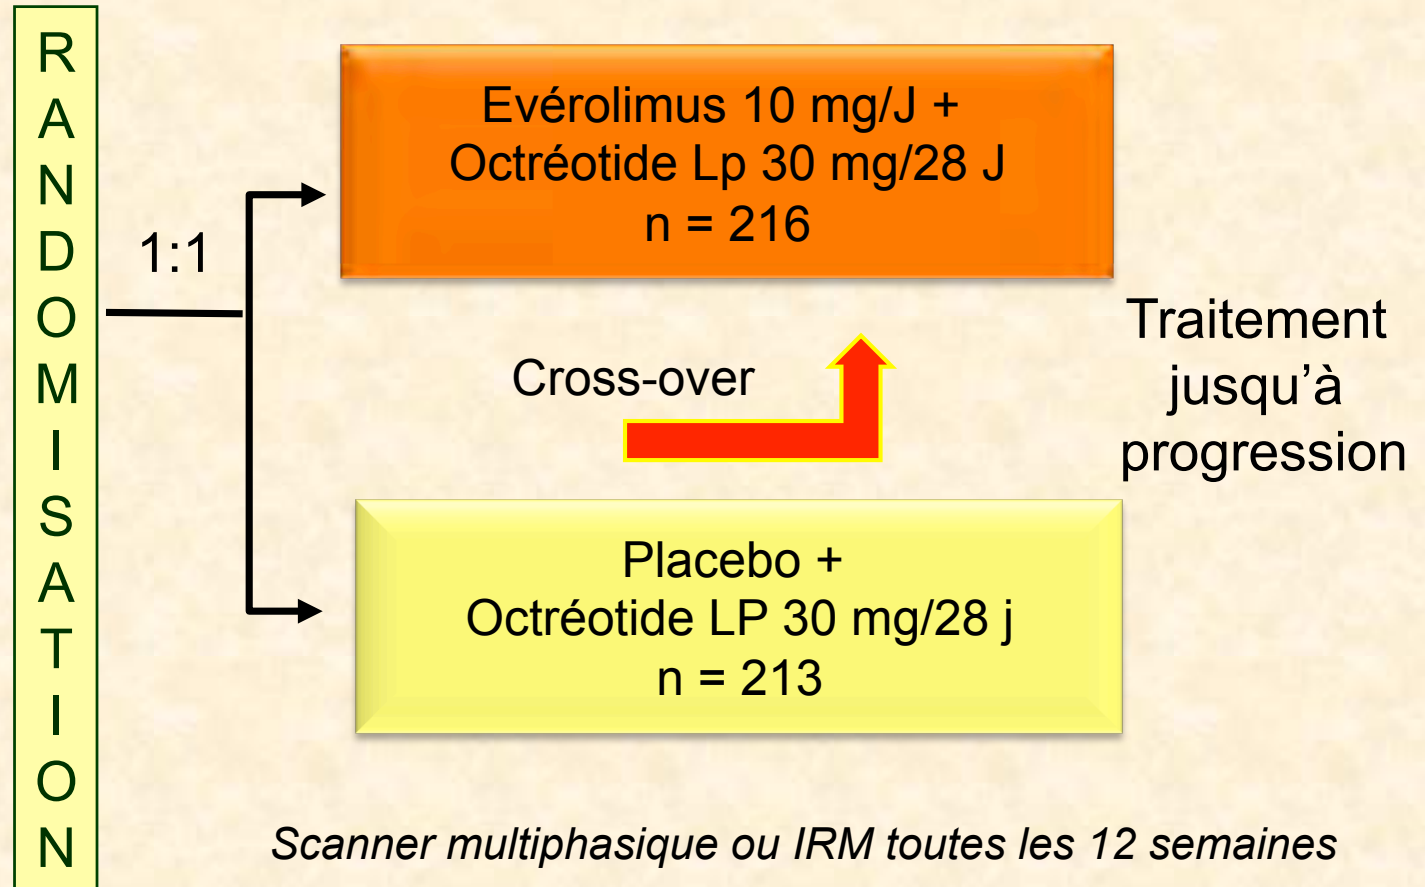 RANDOMISATION
1:1
Evérolimus 10 mg/J +
Octréotide Lp 30 mg/28 J
n = 216
Cross-over
Traitement
jusqu’à
progression
Placebo +
Octréotide LP 30 mg/28 j
n = 213
Scanner multiphasique ou IRM toutes les 12 semaines